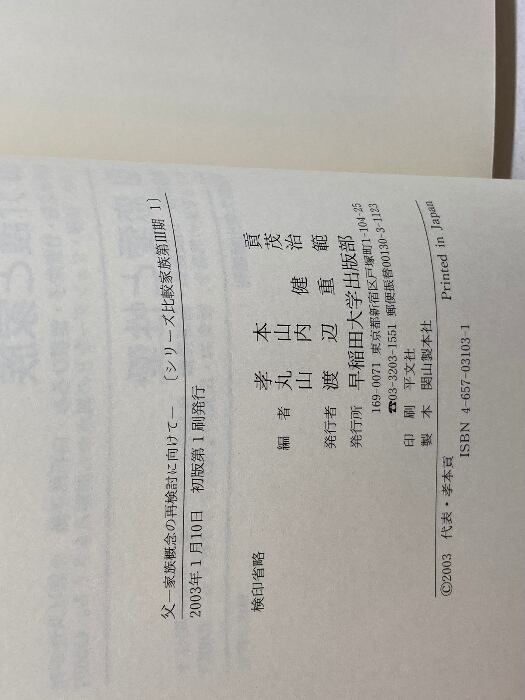 父－家族概念の再検討に向けて－ 〔シリーズ比較家族第Ⅲ期 1〕
2003年1月10日 初版第1刷発行
検印省略
編者 孝本貢
丸山茂
山内健治
発行者 渡辺重範
発行所 早稲田大学出版部
169-0071 東京都新宿区戸塚町1-104-25
☎03-3203-1551 郵便振替00130-3-1123
印刷 平文社
製本 関山製本社
©2003 代表・孝本貢 Printed in Japan
ISBN 4-657-03103-1